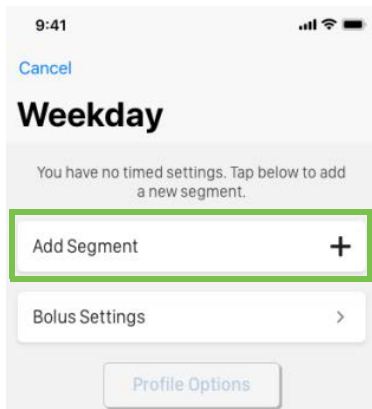 9:41
Cancel
Weekday
You have no timed settings. Tap below to add
a new segment.
Add Segment
Bolus Settings
Profile Options